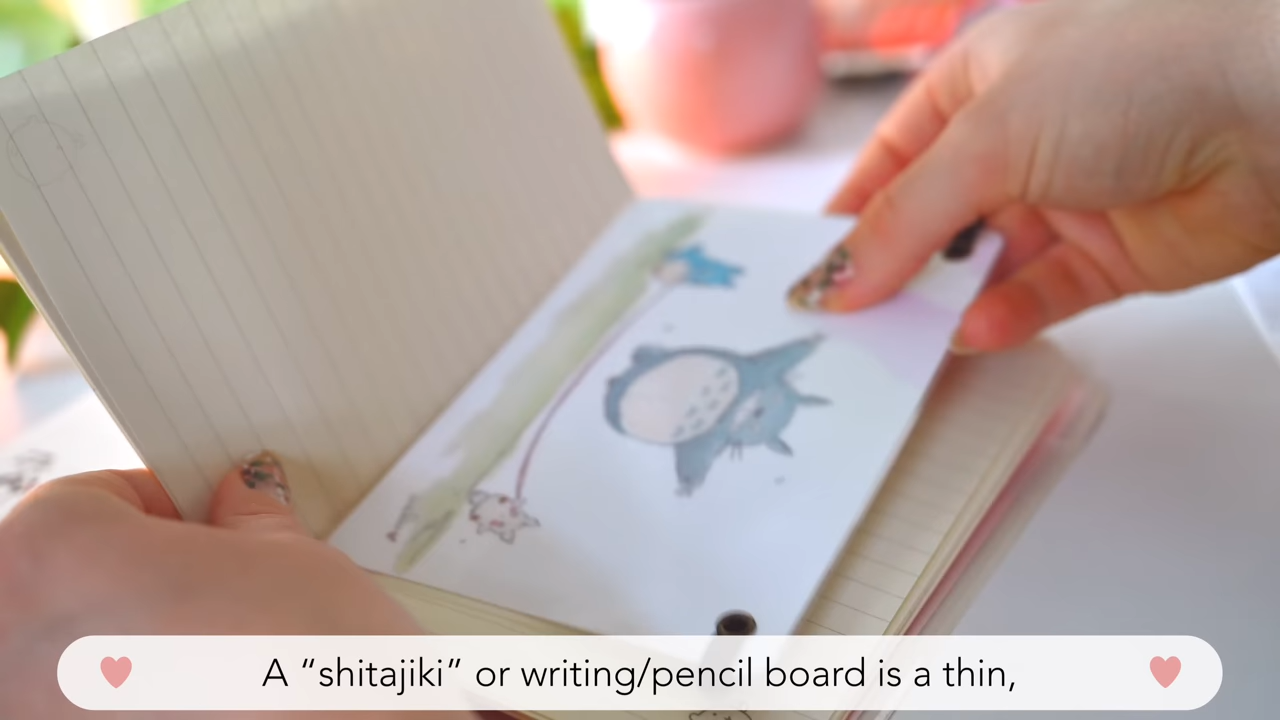 A “shitajiki” or writing/pencil board is a thin,